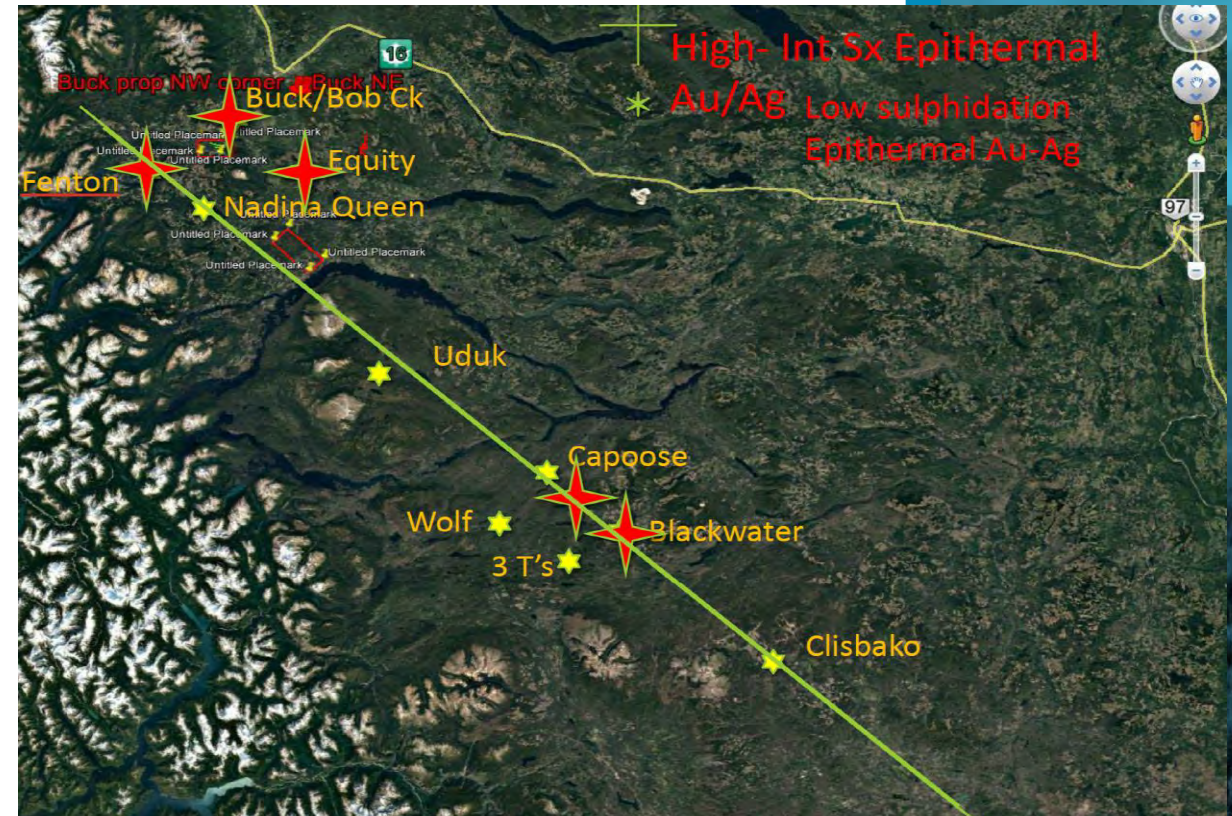 16
High- Int Sx Epithermal
Au/Ag Low sulphidation
Epithermal Au-Ag
Buck prop NW corner
Buck NE
Buck/Bob Ck
Untitled Placemark
Untitled Placemark
Untitled Placemark
Untitled Placemark
Equity
Fenton
Nadina Queen
Untitled Placemark
Untitled Placemark
Untitled Placemark
Untitled Placemark
97
Uduk
Capoose
Wolf
Blackwater
3 T's
Clisbako